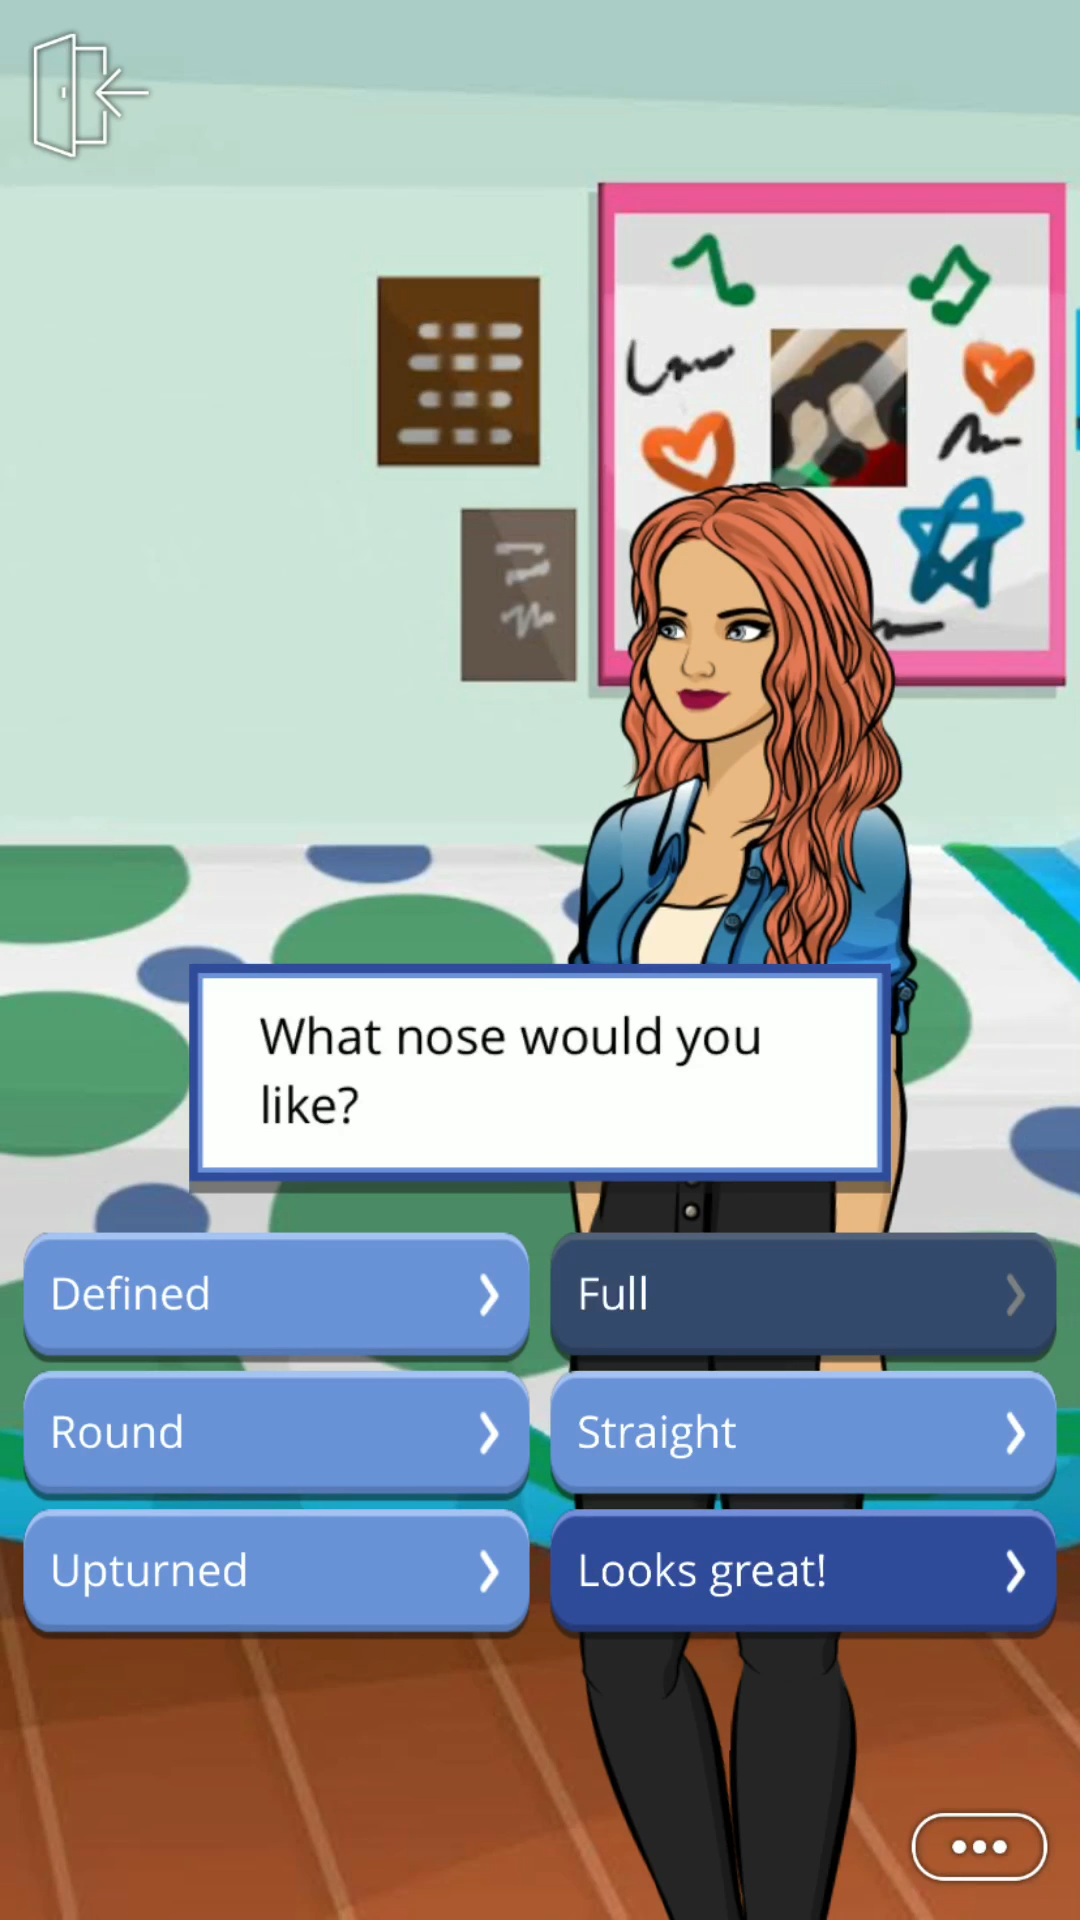 What nose would you
like?
Defined
Full
Round
Straight
Upturned
Looks great!